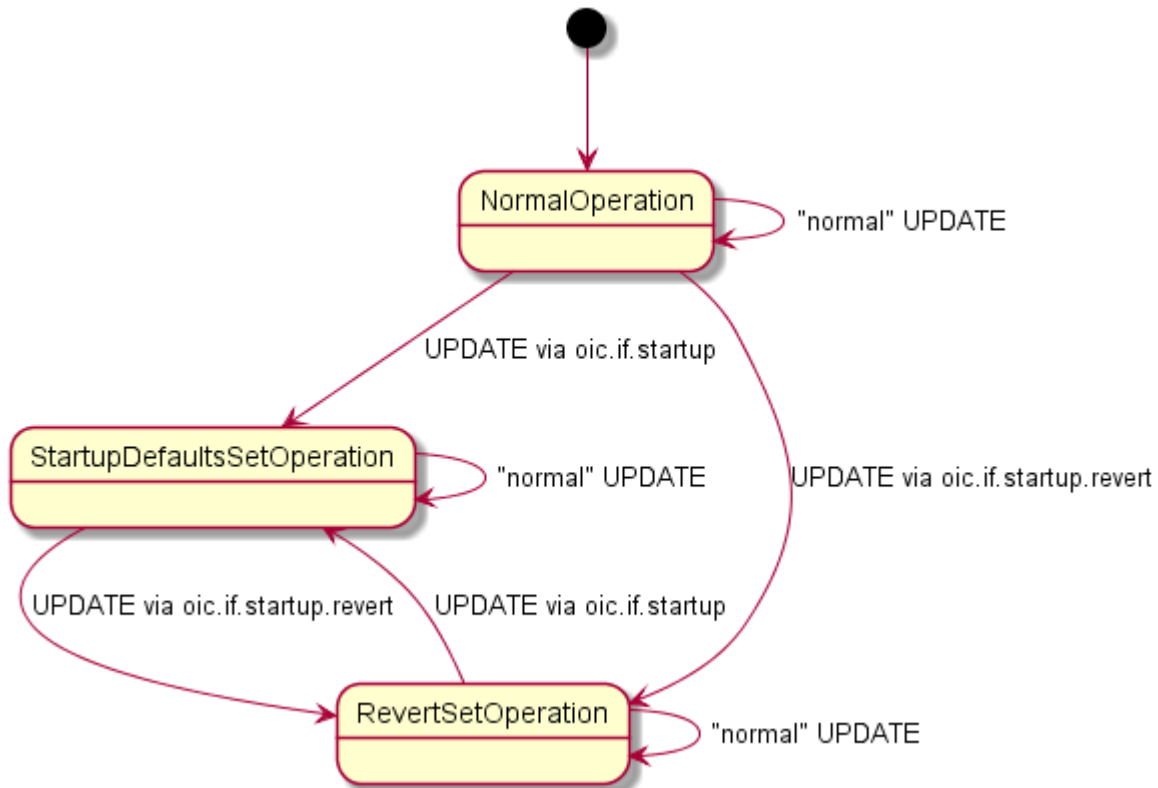 NormalOperation
"normal" UPDATE
UPDATE via oic.if.startup
StartupDefaultsSetOperation
"normal" UPDATE
UPDATE via oic.if.startup.revert
UPDATE via oic.if.startup.revert
UPDATE via oic.if.startup
RevertSetOperation
"normal" UPDATE